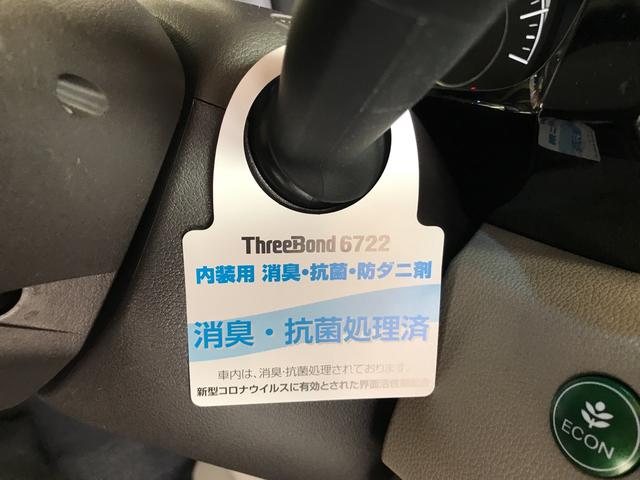 ThreeBond 6722
内装用 消臭・抗菌・防ダニ剤
消臭・抗菌処理済
車内は、消臭・抗菌処理されております。
新型コロナウイルスに有効とされた界面活性剤配合
ECON